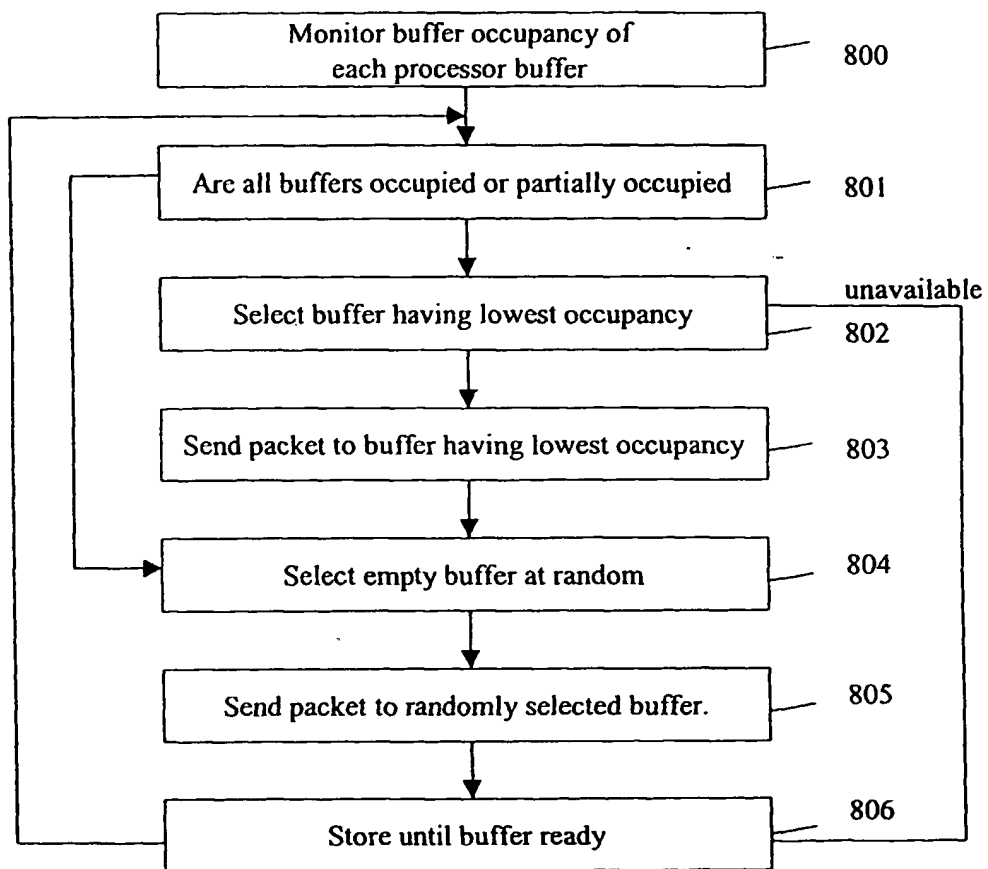 Monitor buffer occupancy of
each processor buffer
800
Are all buffers occupied or partially occupied
801
unavailable
Select buffer having lowest occupancy
802
Send packet to buffer having lowest occupancy
803
Select empty buffer at random
804
Send packet to randomly selected buffer.
805
Store until buffer ready
806